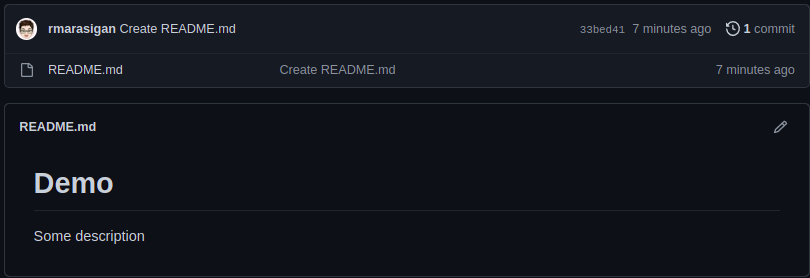 rmarasigan Create README.md 33bed41 7 minutes ago 1 commit
README.md Create README.md 7 minutes ago
README.md
Demo
Some description